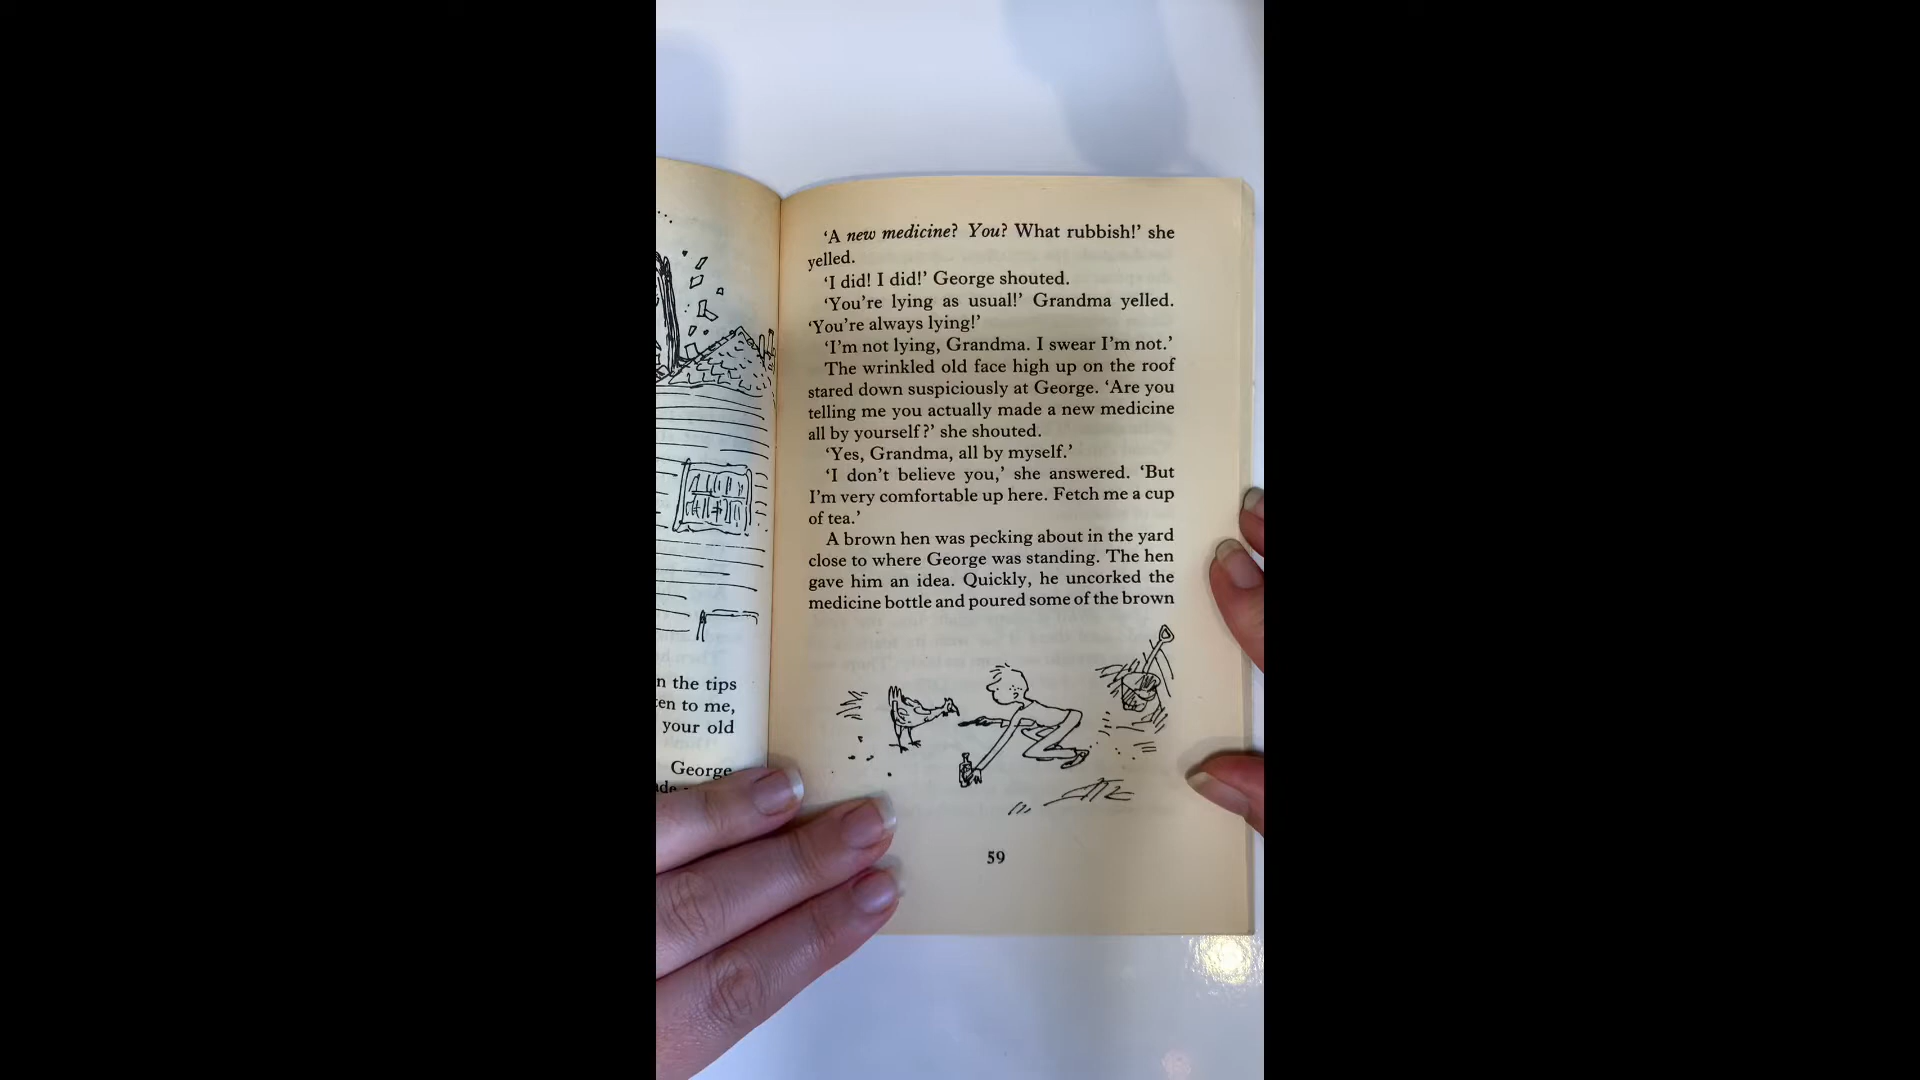 n the tips
en to me,
your old
George
‘A new medicine? You? What rubbish!’ she
yelled.
‘I did! I did!’ George shouted.
‘You’re lying as usual!’ Grandma yelled.
‘You’re always lying!’
‘I’m not lying, Grandma. I swear I’m not.’
The wrinkled old face high up on the roof
stared down suspiciously at George. ‘Are you
telling me you actually made a new medicine
all by yourself?’ she shouted.
‘Yes, Grandma, all by myself.’
‘I don’t believe you,’ she answered. ‘But
I’m very comfortable up here. Fetch me a cup
of tea.’
A brown hen was pecking about in the yard
close to where George was standing. The hen
gave him an idea. Quickly, he uncorked the
medicine bottle and poured some of the brown
59